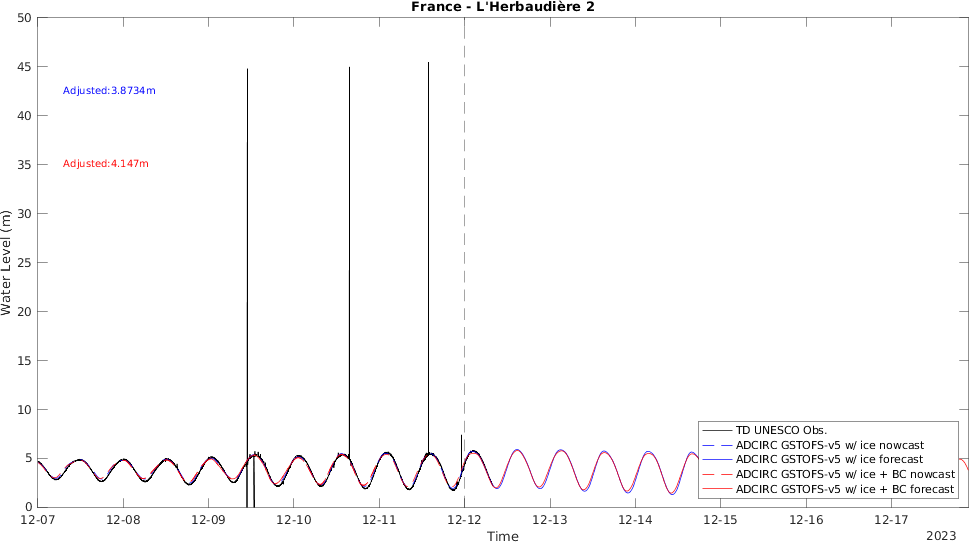 France - L'Herbaudière 2
50
45
40
35
30
25
20
15
10
5
0
Water Level (m)
Adjusted:3.8734m
Adjusted:4.147m
TD UNESCO Obs.
ADCIRC GSTOFS-v5 w/ ice nowcast
ADCIRC GSTOFS-v5 w/ ice forecast
ADCIRC GSTOFS-v5 w/ ice + BC nowcast
ADCIRC GSTOFS-v5 w/ ice + BC forecast
12-07 12-08 12-09 12-10 12-11 12-12 12-13 12-14 12-15 12-16 12-17
Time
2023